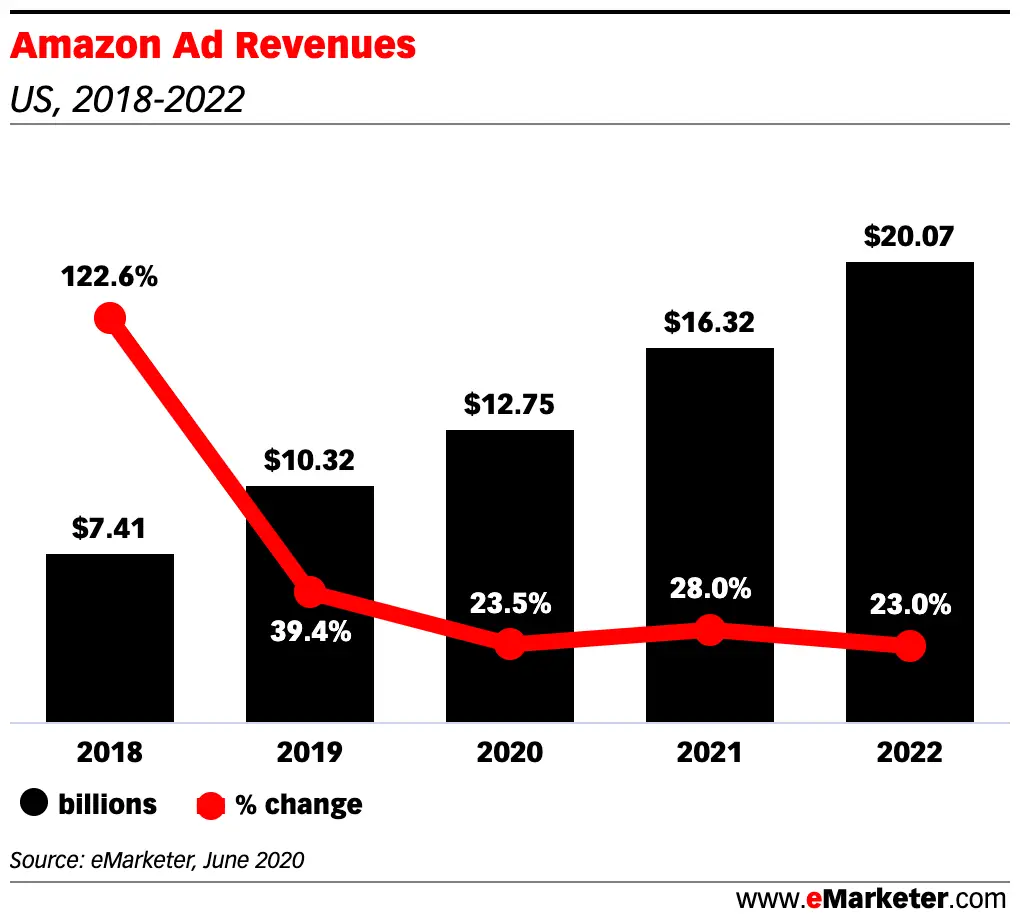 Amazon Ad Revenues
US, 2018-2022
$20.07
122.6%
$16.32
$12.75
$10.32
$7.41
28.0%
23.5%
23.0%
39.4%
2018 2019 2020 2021 2022
billions % change
Source: eMarketer, June 2020
www.eMarketer.com